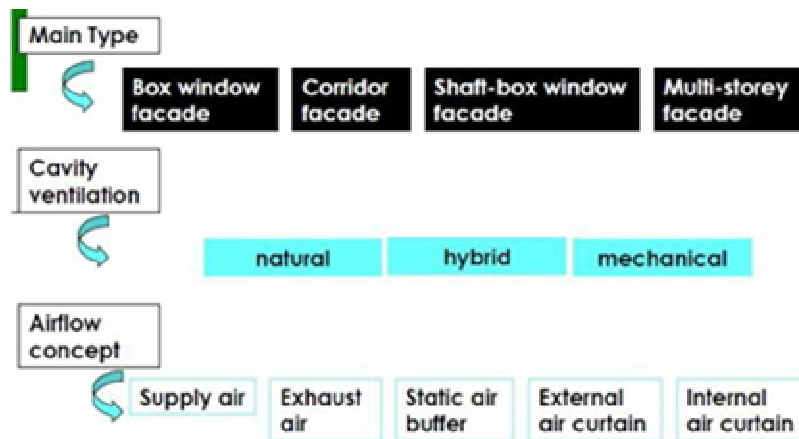 Main Type
Box window
facade
Corridor
facade
Shaft-box window
facade
Multi-storey
facade
Cavity
ventilation
natural
hybrid
mechanical
Airflow
concept
Supply air
Exhaust
air
Static air
buffer
External
air curtain
Internal
air curtain